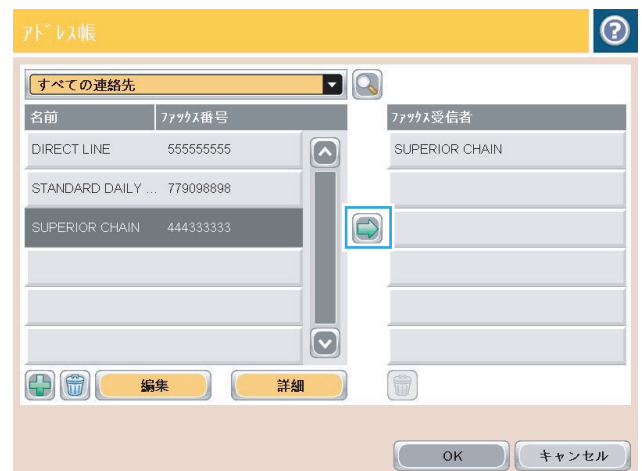 ｱﾄﾞﾚｽ帳
すべての連絡先
名前 ﾌｧｯｸｽ番号
ﾌｧｯｸｽ受信者
DIRECT LINE 555555555
SUPERIOR CHAIN
STANDARD DAILY ... 779098898
SUPERIOR CHAIN 444333333
編集 詳細
OK キャンセル